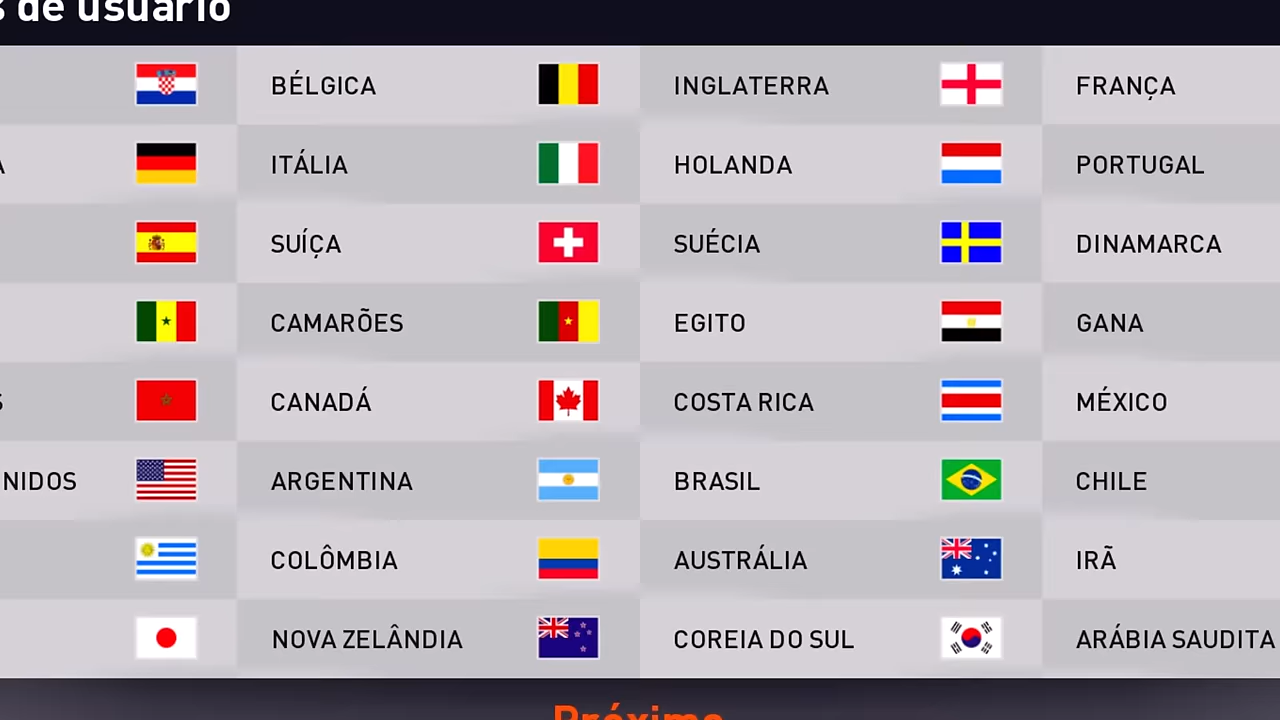 de usuário
BÉLGICA INGLATERRA FRANÇA
ITÁLIA HOLANDA PORTUGAL
SUÍÇA SUÉCIA DINAMARCA
CAMARÕES EGITO GANA
CANADÁ COSTA RICA MÉXICO
NIDOS ARGENTINA BRASIL CHILE
COLÔMBIA AUSTRÁLIA IRÃ
NOVA ZELÂNDIA COREIA DO SUL ARÁBIA SAUDITA
Próximo